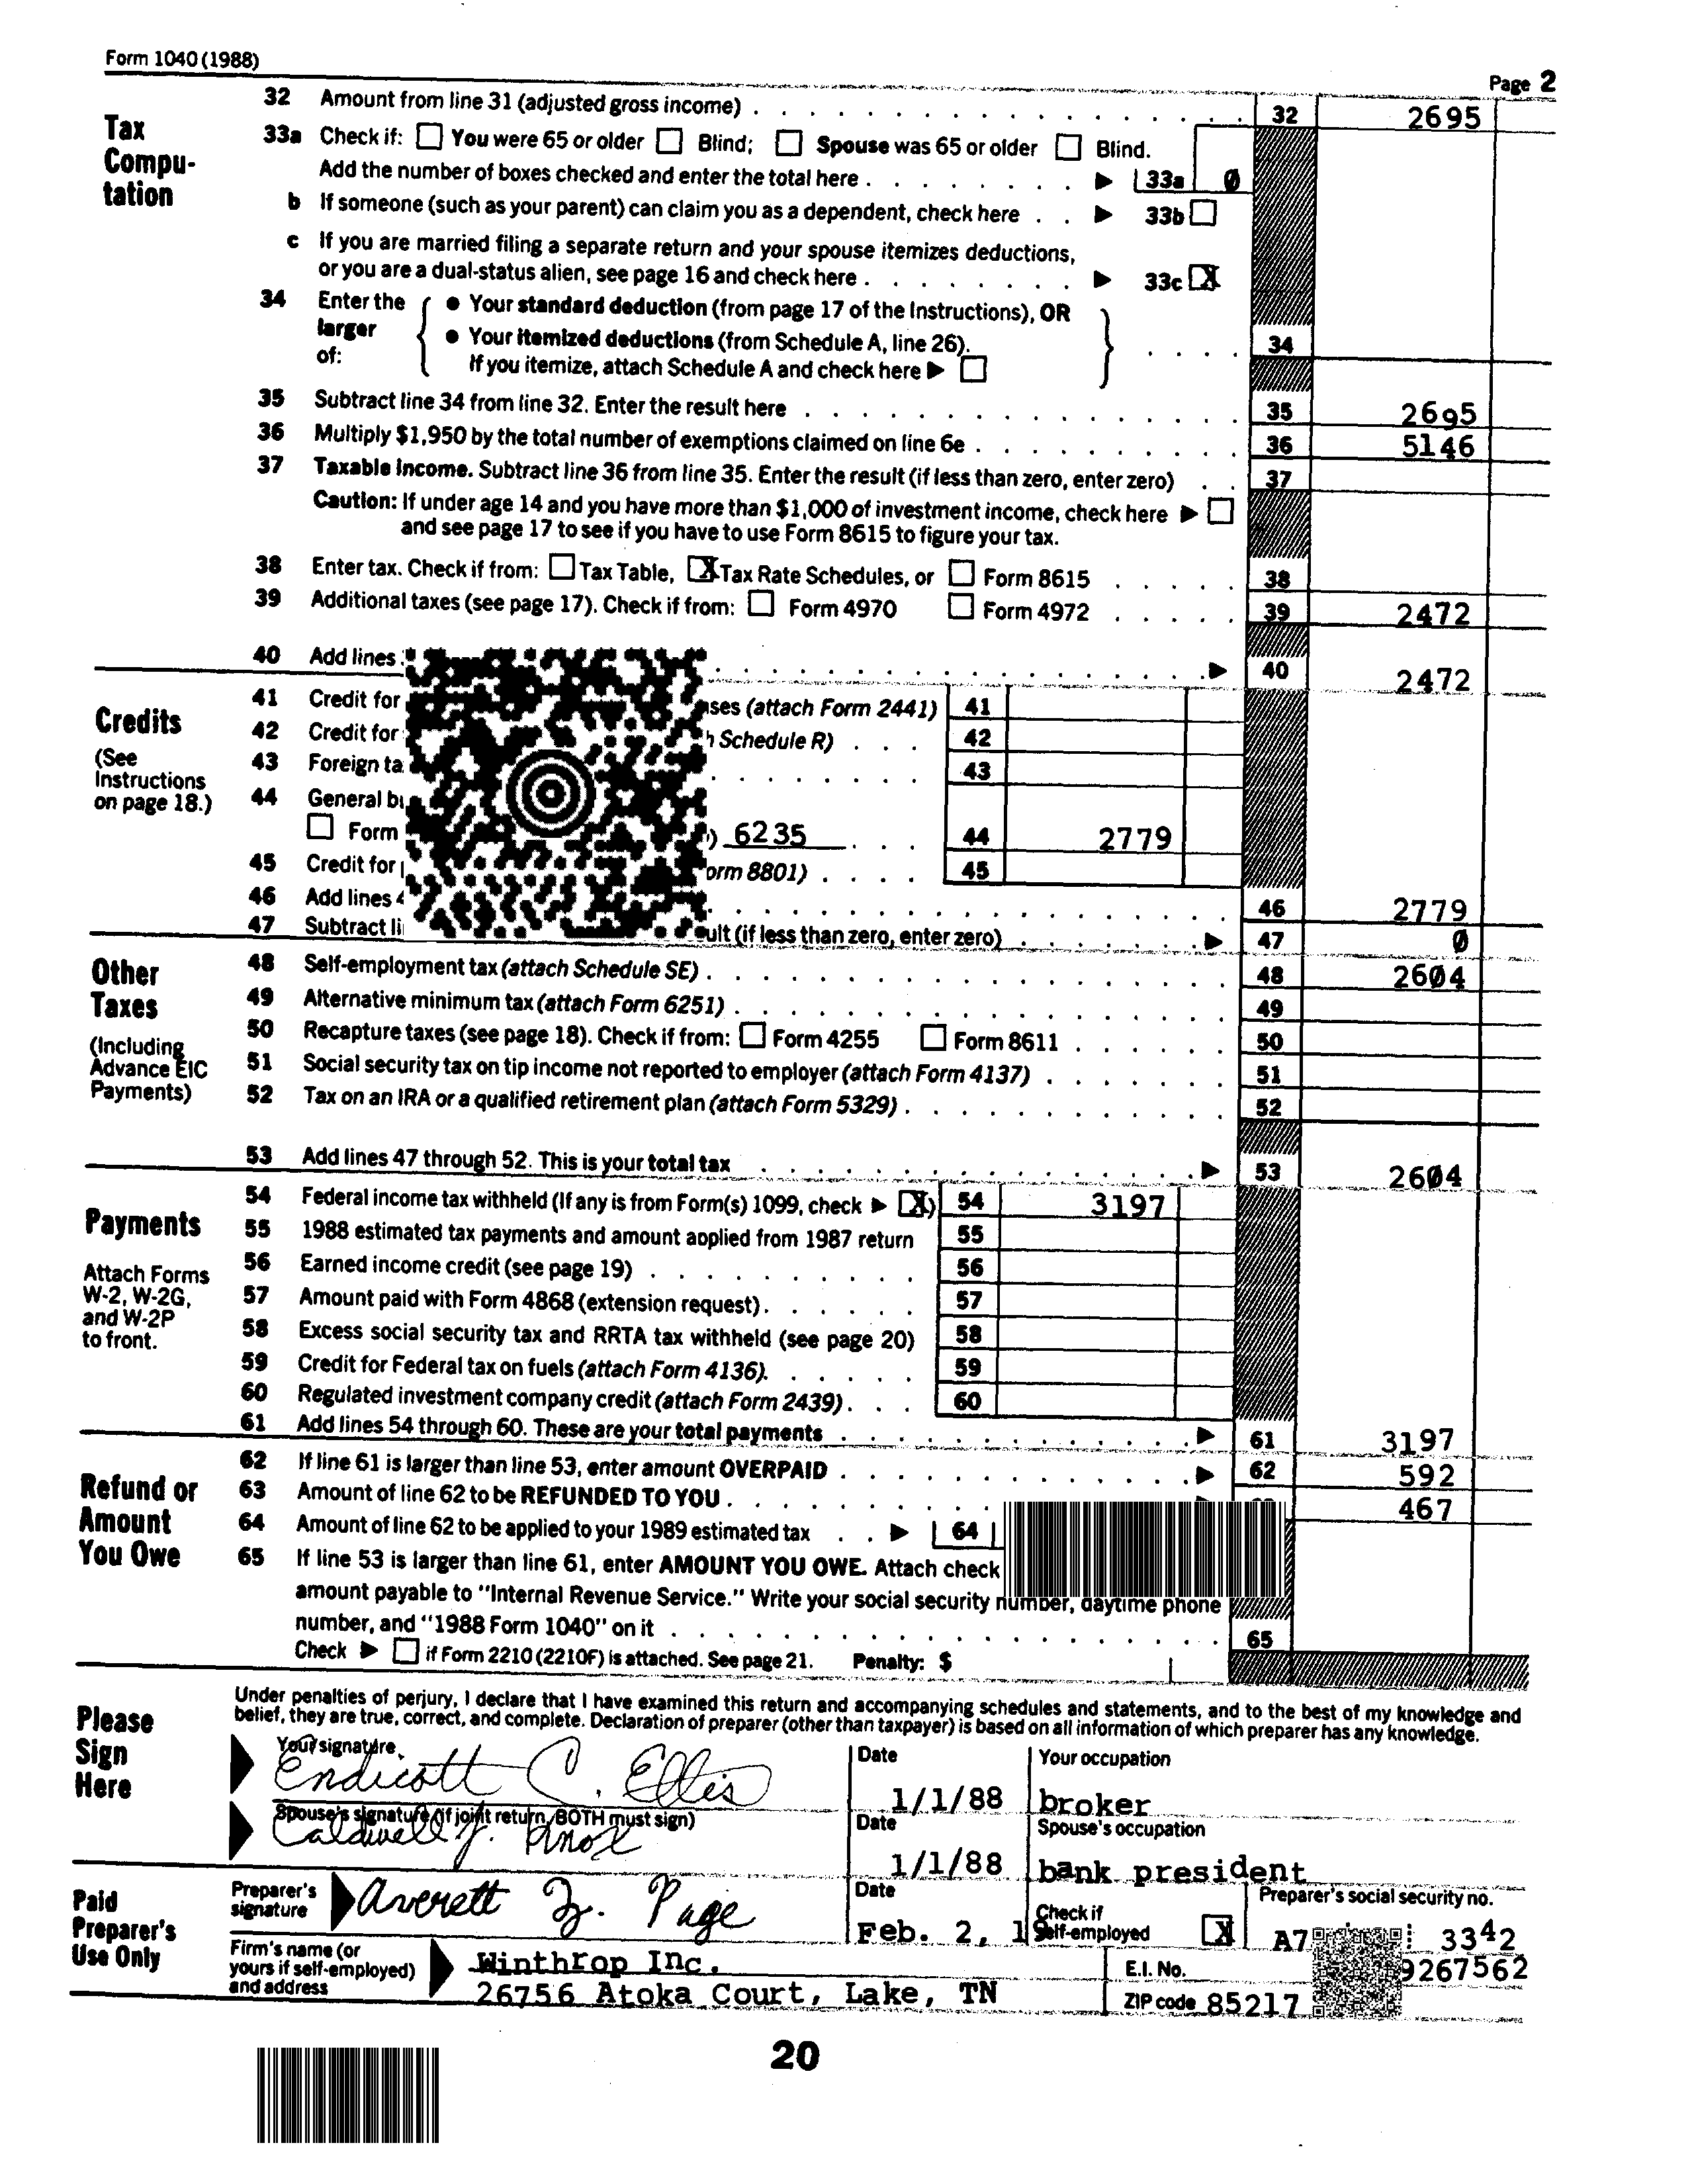 Form 1040 (1988)
Page 2
Tax Compu-tation
32 Amount from line 31 (adjusted gross income) . . . 32 2695
33a Check if: You were 65 or older Blind; Spouse was 65 or older Blind.
Add the number of boxes checked and enter the total here . . . 33a 0
b If someone (such as your parent) can claim you as a dependent, check here . . 33b
c If you are married filing a separate return and your spouse itemizes deductions,
or you are a dual-status alien, see page 16 and check here . . . 33c X
34 Enter the larger of:
● Your standard deduction (from page 17 of the Instructions), OR
● Your itemized deductions (from Schedule A, line 26).
If you itemize, attach Schedule A and check here
. . . . 34
35 Subtract line 34 from line 32. Enter the result here . . . 35 2695
36 Multiply $1,950 by the total number of exemptions claimed on line 6e . . . 36 5146
37 Taxable income. Subtract line 36 from line 35. Enter the result (if less than zero, enter zero) . . 37
Caution: If under age 14 and you have more than $1,000 of investment income, check here
and see page 17 to see if you have to use Form 8615 to figure your tax.
38 Enter tax. Check if from: Tax Table, X Tax Rate Schedules, or Form 8615 . . . 38
39 Additional taxes (see page 17). Check if from: Form 4970 Form 4972 . . . 39 2472
40 Add lines . . . 40 2472
Credits
(See Instructions on page 18.)
41 Credit for (attach Form 2441) 41
42 Credit for Schedule R) . . . 42
43 Foreign . . . 43
44 General
Form 6235 . . . 44 2779
45 Credit for 8801) . . . . 45
46 Add lines . . . 46 2779
47 Subtract (if less than zero, enter zero) . . . 47 0
Other Taxes
(Including Advance EIC Payments)
48 Self-employment tax (attach Schedule SE) . . . 48 2604
49 Alternative minimum tax (attach Form 6251) . . . 49
50 Recapture taxes (see page 18). Check if from: Form 4255 Form 8611 . . . 50
51 Social security tax on tip income not reported to employer (attach Form 4137) . . . 51
52 Tax on an IRA or a qualified retirement plan (attach Form 5329) . . . 52
53 Add lines 47 through 52. This is your total tax . . . 53 2604
Payments
Attach Forms W-2, W-2G, and W-2P to front.
54 Federal income tax withheld (If any is from Form(s) 1099, check X) 54 3197
55 1988 estimated tax payments and amount applied from 1987 return 55
56 Earned income credit (see page 19) . . . 56
57 Amount paid with Form 4868 (extension request) . . . 57
58 Excess social security tax and RRTA tax withheld (see page 20) 58
59 Credit for Federal tax on fuels (attach Form 4136) . . . 59
60 Regulated investment company credit (attach Form 2439) . . . 60
61 Add lines 54 through 60. These are your total payments . . . 61 3197
Refund or Amount You Owe
62 If line 61 is larger than line 53, enter amount OVERPAID . . . 62 592
63 Amount of line 62 to be REFUNDED TO YOU . . . 467
64 Amount of line 62 to be applied to your 1989 estimated tax . . 64
65 If line 53 is larger than line 61, enter AMOUNT YOU OWE. Attach check
amount payable to "Internal Revenue Service." Write your social security number, daytime phone
number, and "1988 Form 1040" on it . . . 65
Check if Form 2210 (2210F) is attached. See page 21. Penalty: $
Please Sign Here
Under penalties of perjury, I declare that I have examined this return and accompanying schedules and statements, and to the best of my knowledge and
belief, they are true, correct, and complete. Declaration of preparer (other than taxpayer) is based on all information of which preparer has any knowledge.
Your signature Date Your occupation
Endicott C. Ellis 1/1/88 broker
Spouse's signature (if joint return, BOTH must sign) Date Spouse's occupation
Caldwell J. Knox 1/1/88 bank president
Paid Preparer's Use Only
Preparer's signature Averett Z. Page Date Feb. 2, Check if Self-employed X Preparer's social security no. A7 3342
Firm's name (or yours if self-employed) and address
Winthrop Inc. E.I. No. 9267562
26756 Atoka Court, Lake, TN ZIP code 85217
20